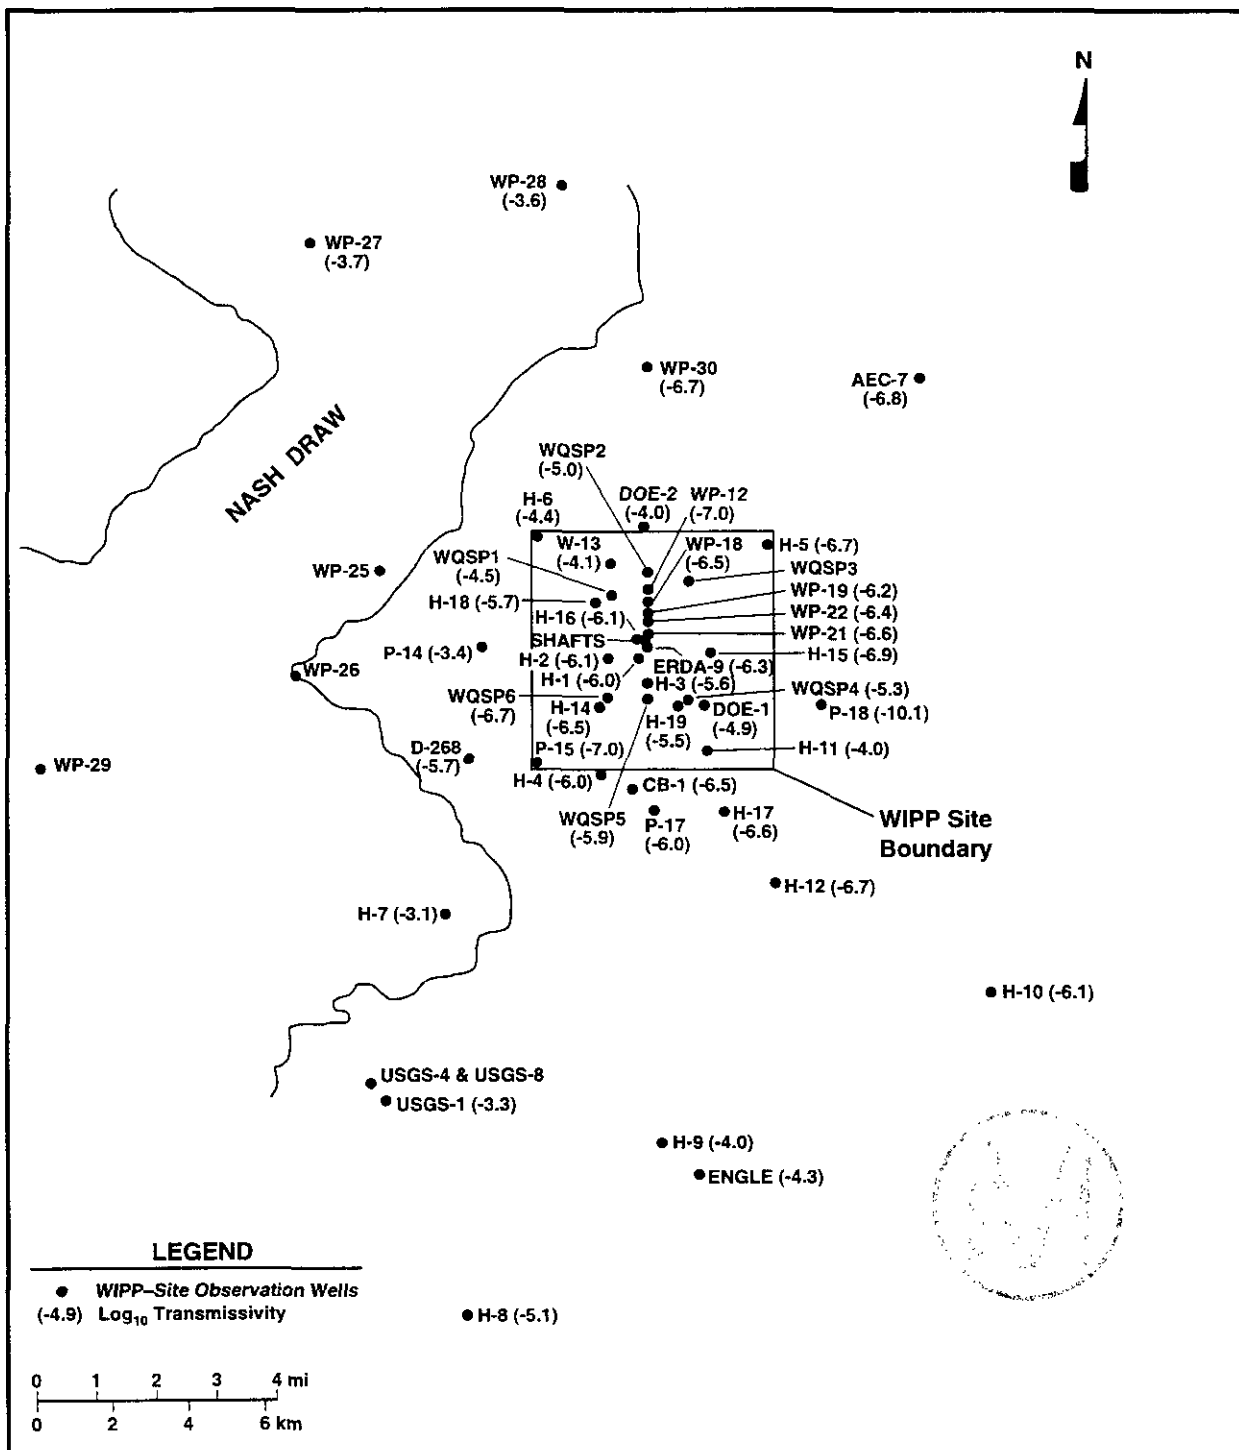 N
WP-28
(-3.6)
WP-27
(-3.7)
WP-30
(-6.7)
AEC-7
(-6.8)
NASH DRAW
WQSP2
(-5.0)
DOE-2
(-4.0)
WP-12
(-7.0)
H-6
(-4.4)
W-13
(-4.1)
WP-18
(-6.5)
H-5 (-6.7)
WQSP1
(-4.5)
WQSP3
WP-25
H-18 (-5.7)
WP-19 (-6.2)
H-16 (-6.1)
WP-22 (-6.4)
SHAFTS
WP-21 (-6.6)
P-14 (-3.4)
H-2 (-6.1)
ERDA-9 (-6.3)
H-15 (-6.9)
WP-26
H-1 (-6.0)
H-3 (-5.6)
WQSP4 (-5.3)
WQSP6
(-6.7)
H-14
(-6.5)
H-19
(-5.5)
DOE-1
(-4.9)
P-18 (-10.1)
D-268
(-5.7)
P-15 (-7.0)
H-11 (-4.0)
WP-29
H-4 (-6.0)
CB-1 (-6.5)
WQSP5
(-5.9)
P-17
(-6.0)
H-17
(-6.6)
WIPP Site
Boundary
H-12 (-6.7)
H-7 (-3.1)
H-10 (-6.1)
USGS-4 & USGS-8
USGS-1 (-3.3)
H-9 (-4.0)
ENGLE (-4.3)
LEGEND
WIPP–Site Observation Wells
(-4.9) Log₁₀ Transmissivity
H-8 (-5.1)
0 1 2 3 4 mi
0 2 4 6 km